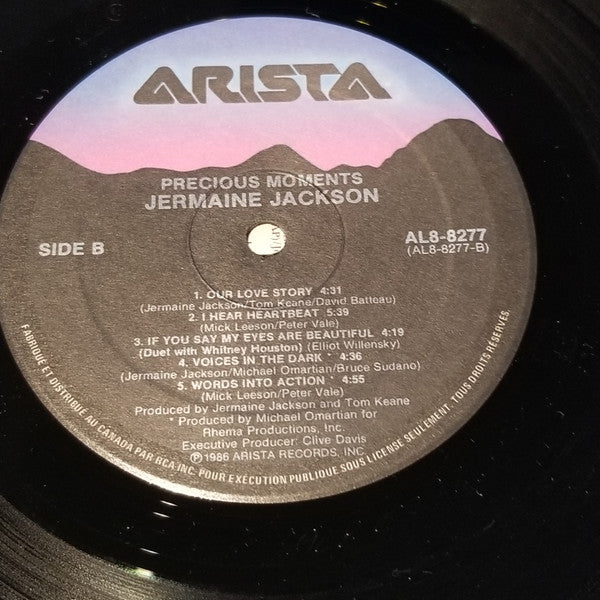 ARISTA
PRECIOUS MOMENTS
JERMAINE JACKSON
SIDE B
AL8-8277
(AL8-8277-B)
1. OUR LOVE STORY 4:31
(Jermaine Jackson/Tom Keane/David Batteau)
2. I HEAR HEARTBEAT 5:39
(Mick Leeson/Peter Vale)
3. IF YOU SAY MY EYES ARE BEAUTIFUL 4:19
(Duet with Whitney Houston) (Elliot Willensky)
4. VOICES IN THE DARK * 4:36
(Jermaine Jackson/Michael Omartian/Bruce Sudano)
5. WORDS INTO ACTION * 4:55
(Mick Leeson/Peter Vale)
Produced by Jermaine Jackson and Tom Keane
* Produced by Michael Omartian for
Rhema Productions, Inc.
Executive Producer: Clive Davis
℗1986 ARISTA RECORDS, INC.
FABRIQUÉ ET DISTRIBUÉ AU CANADA PAR RCA INC. POUR EXÉCUTION PUBLIQUE SOUS LICENCE SEULEMENT. TOUS DROITS RÉSERVÉS.